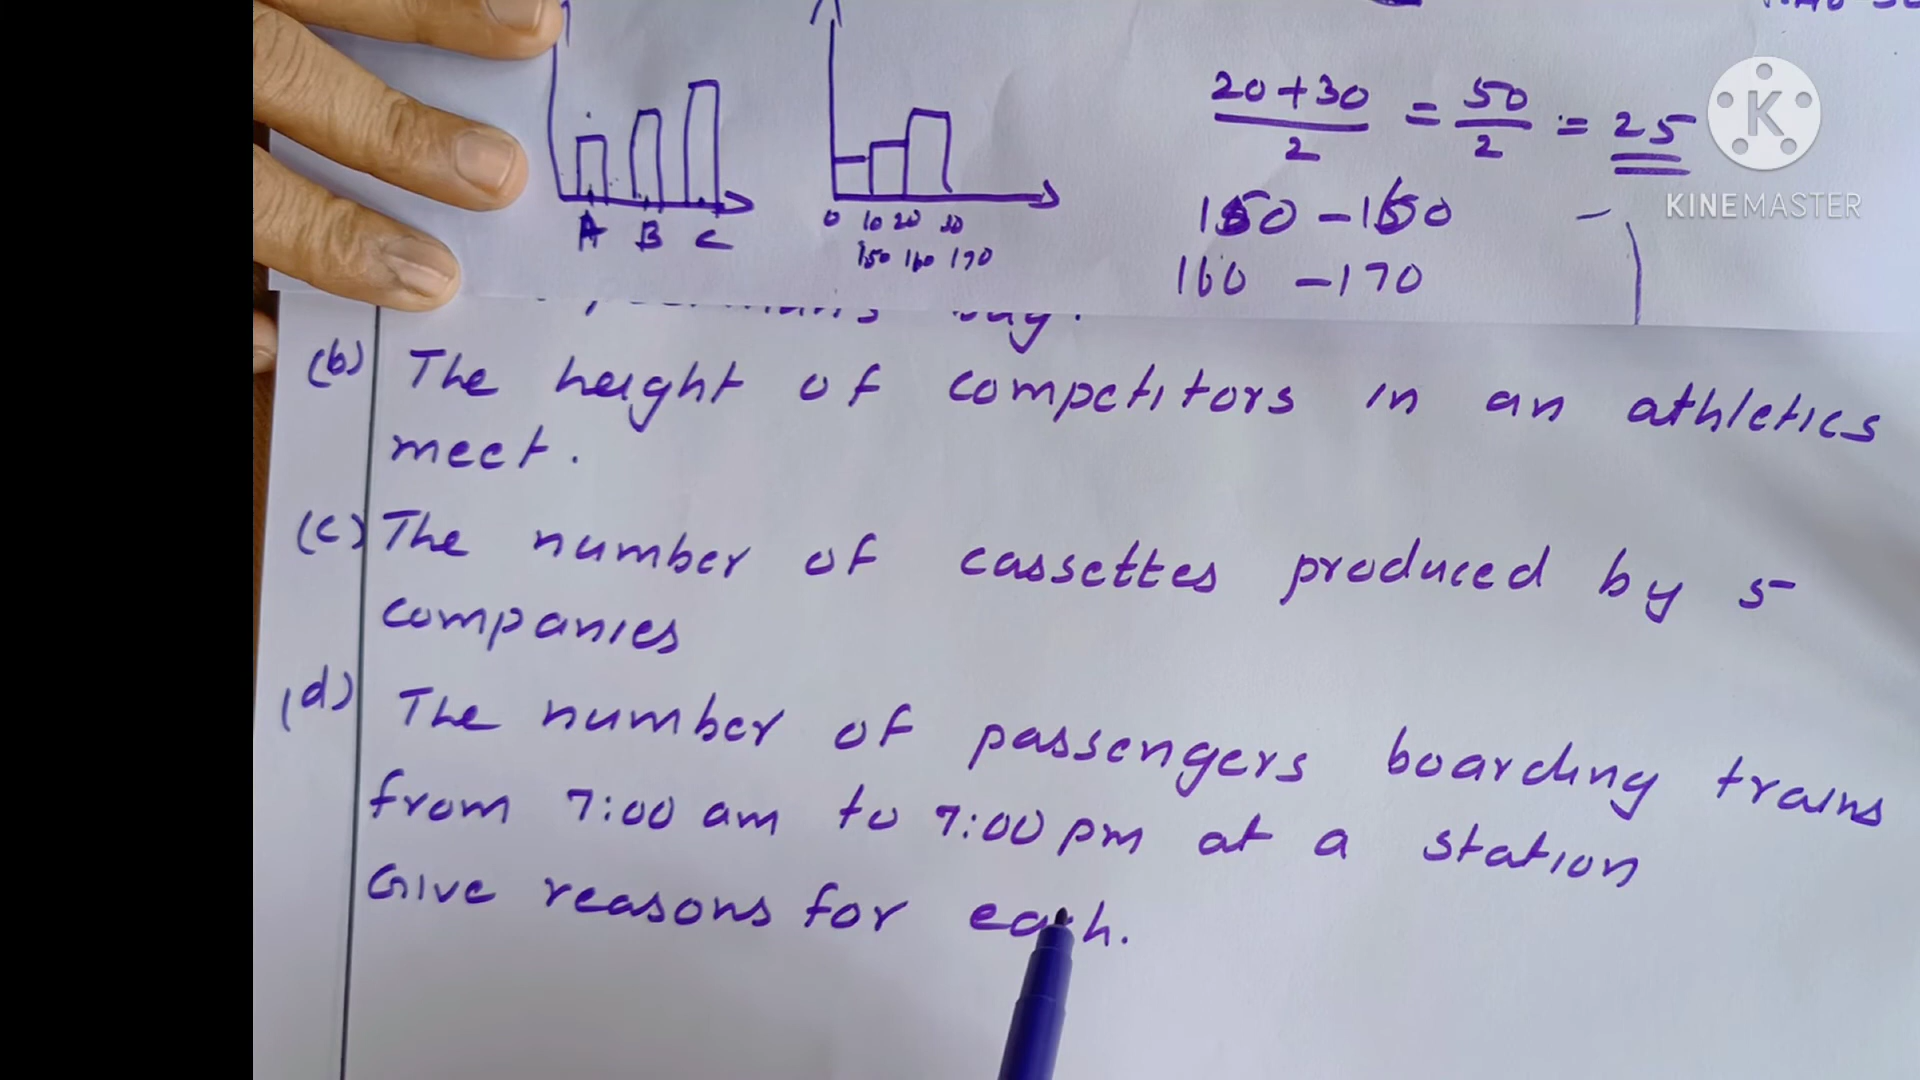 20+30 = 50 = 25
2 2
150 - 160
160 - 170
A B C
0 10 20 30
150 160 170
KINEMASTER
bag.
(b) The height of competitors in an athletics
meet.
(c) The number of cassettes produced by 5
companies
(d) The number of passengers boarding trains
from 7:00 am to 7:00 pm at a station
Give reasons for each.